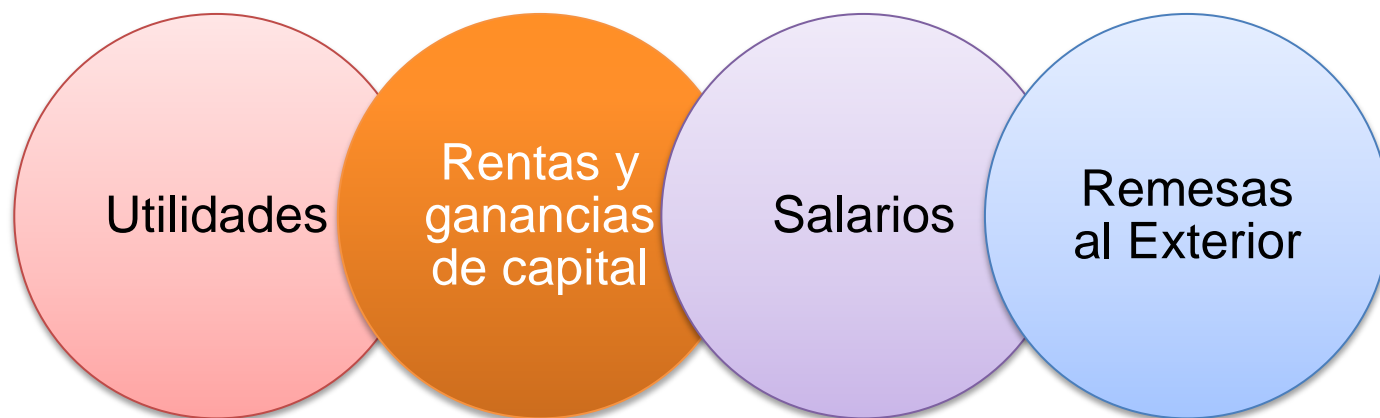 Utilidades
Rentas y
ganancias
de capital
Salarios
Remesas
al Exterior